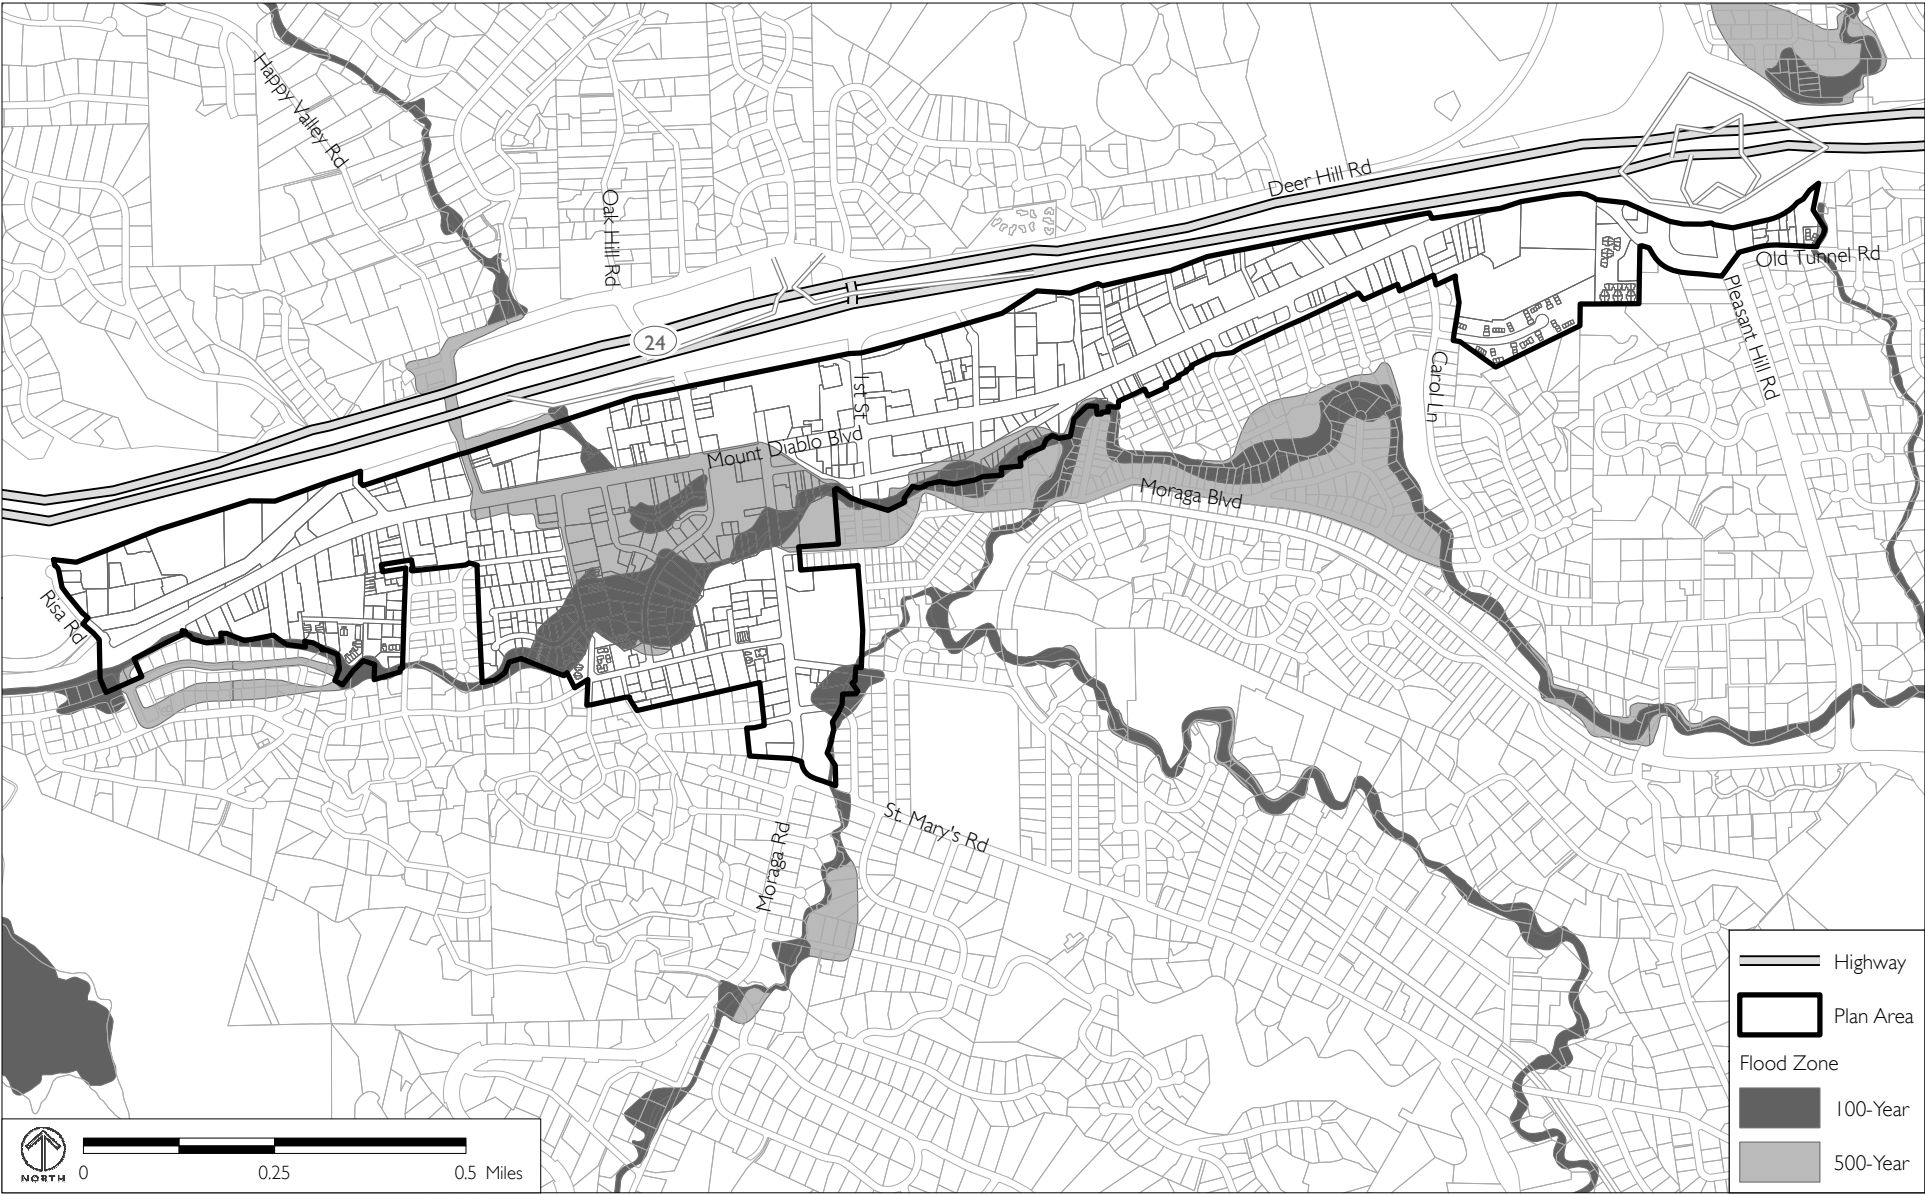 Happy Valley Rd
Oak Hill Rd
Deer Hill Rd
Old Tunnel Rd
Pleasant Hill Rd
24
1st St
Carol Ln
Mount Diablo Blvd
Moraga Blvd
Risa Rd
St. Mary's Rd
Moraga Rd
Highway
Plan Area
Flood Zone
100-Year
500-Year
NORTH
0 0.25 0.5 Miles